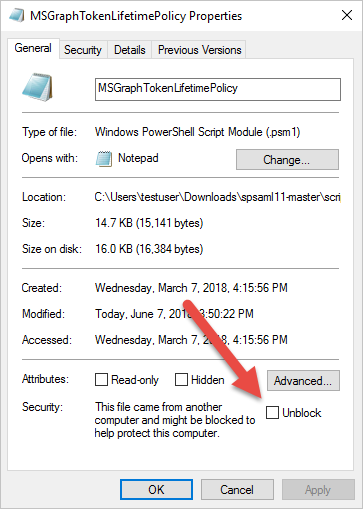 MSGraphTokenLifetimePolicy Properties
General Security Details Previous Versions
MSGraphTokenLifetimePolicy
Type of file: Windows PowerShell Script Module (.psm1)
Opens with: Notepad Change...
Location: C:\Users\testuser\Downloads\spsaml11-master\scri
Size: 14.7 KB (15,141 bytes)
Size on disk: 16.0 KB (16,384 bytes)
Created: Wednesday, March 7, 2018, 4:15:56 PM
Modified: Today, June 7, 2018, 3:50:22 PM
Accessed: Wednesday, March 7, 2018, 4:15:56 PM
Attributes: Read-only Hidden Advanced...
Security: This file came from another
computer and might be blocked to
help protect this computer.
Unblock
OK Cancel Apply